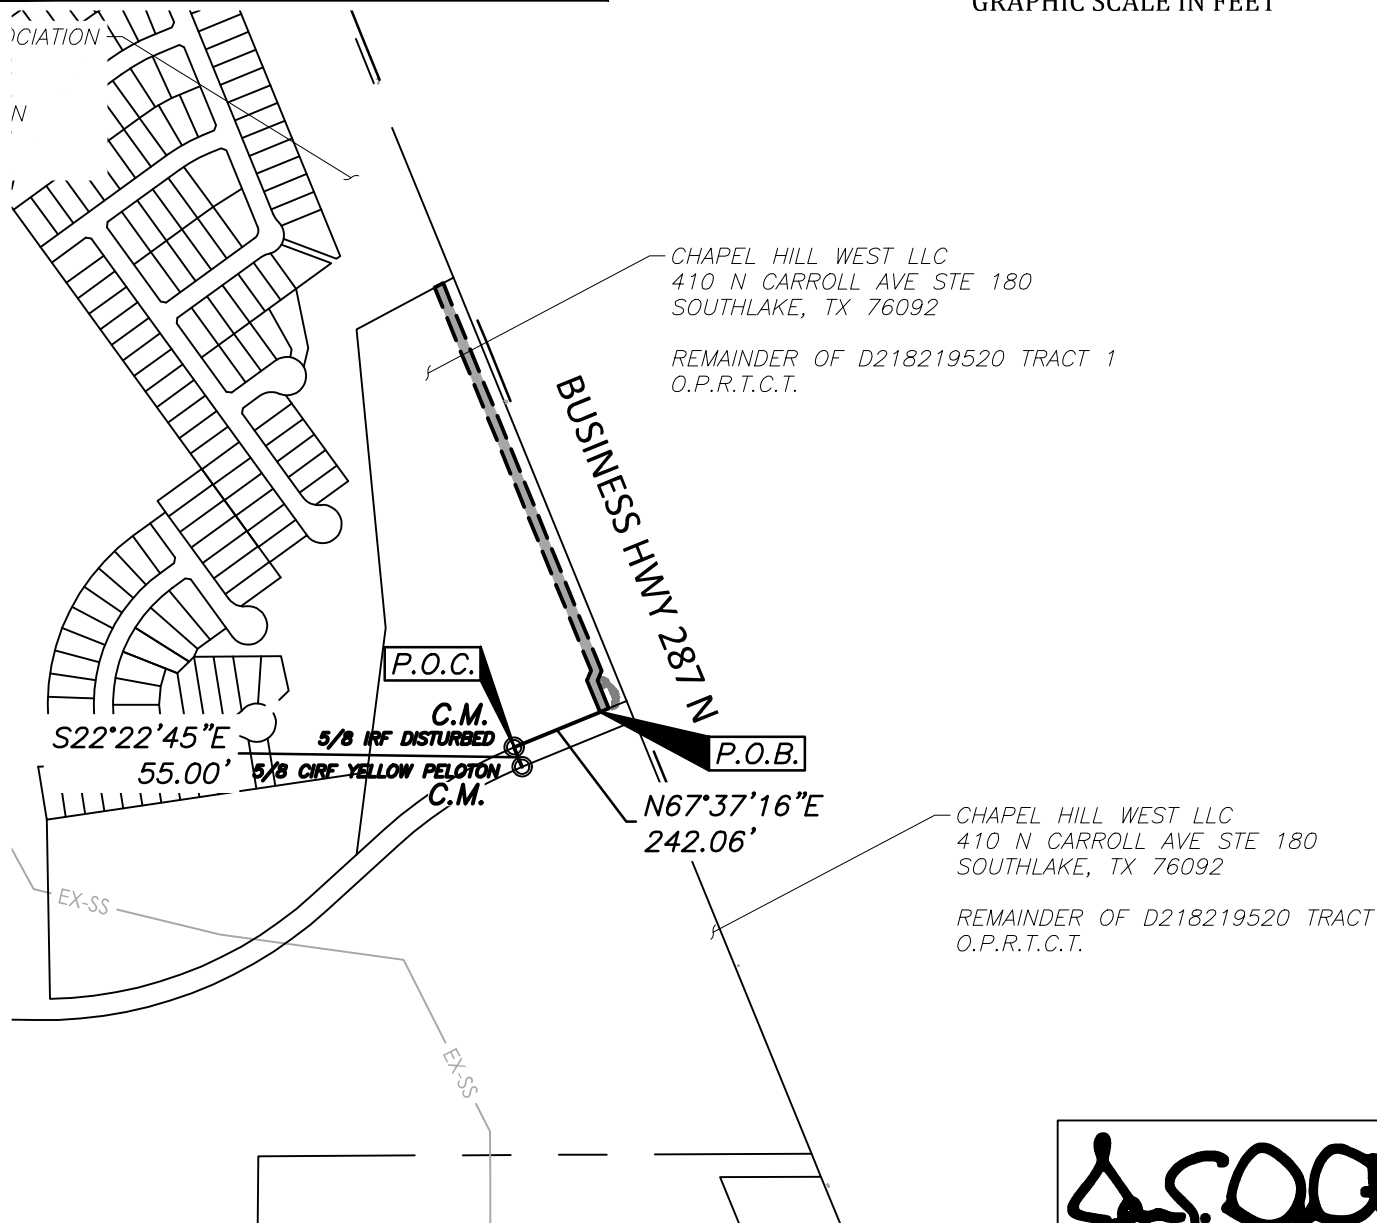 GRAPHIC SCALE IN FEET
CHAPEL HILL WEST LLC
410 N CARROLL AVE STE 180
SOUTHLAKE, TX 76092
REMAINDER OF D218219520 TRACT 1
O.P.R.T.C.T.
BUSINESS HWY 287 N
P.O.C.
C.M.
5/8 IRF DISTURBED
S22°22'45"E
55.00'
5/8 CIRF YELLOW PELOTON
C.M.
P.O.B.
N67°37'16"E
242.06'
CHAPEL HILL WEST LLC
410 N CARROLL AVE STE 180
SOUTHLAKE, TX 76092
REMAINDER OF D218219520 TRACT
O.P.R.T.C.T.
EX-SS
EX-SS